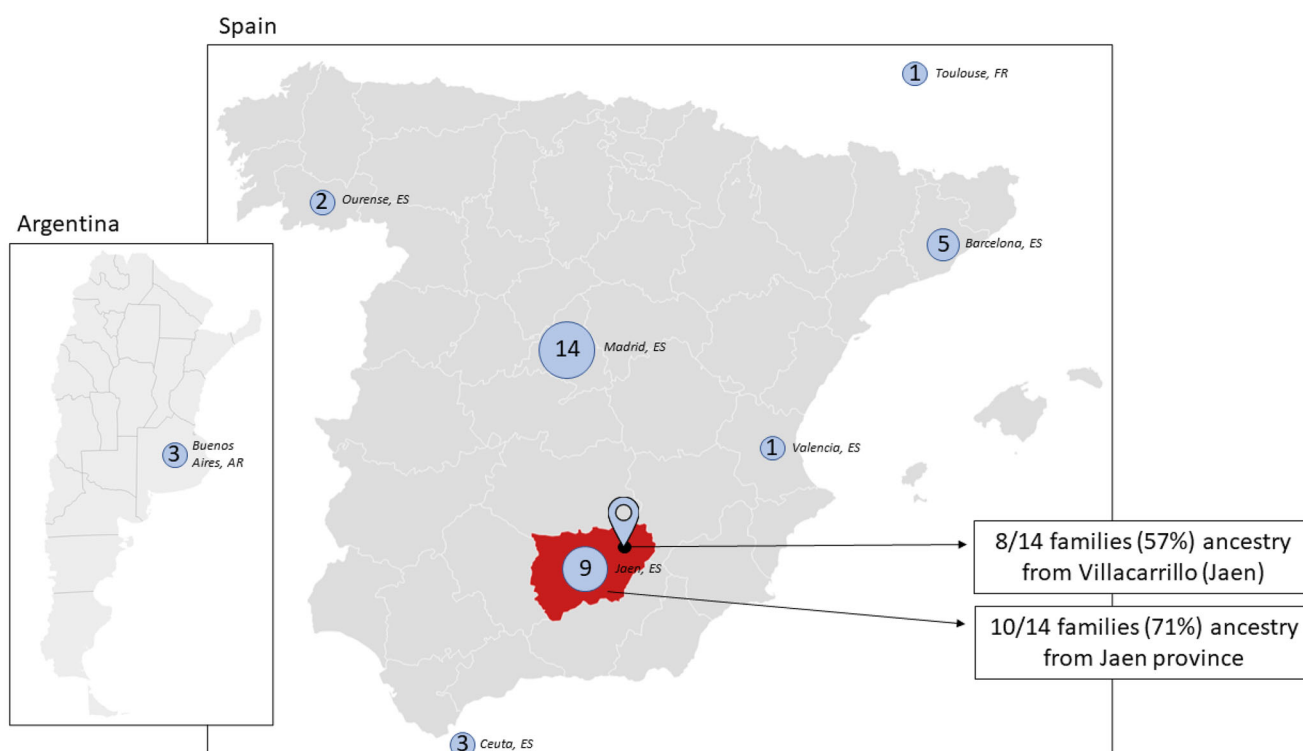 Spain
1
Toulouse, FR
2
Ourense, ES
Argentina
5
Barcelona, ES
14
Madrid, ES
3
Buenos
Aires, AR
1
Valencia, ES
9
Jaen, ES
8/14 families (57%) ancestry
from Villacarrillo (Jaen)
10/14 families (71%) ancestry
from Jaen province
3
Ceuta, ES